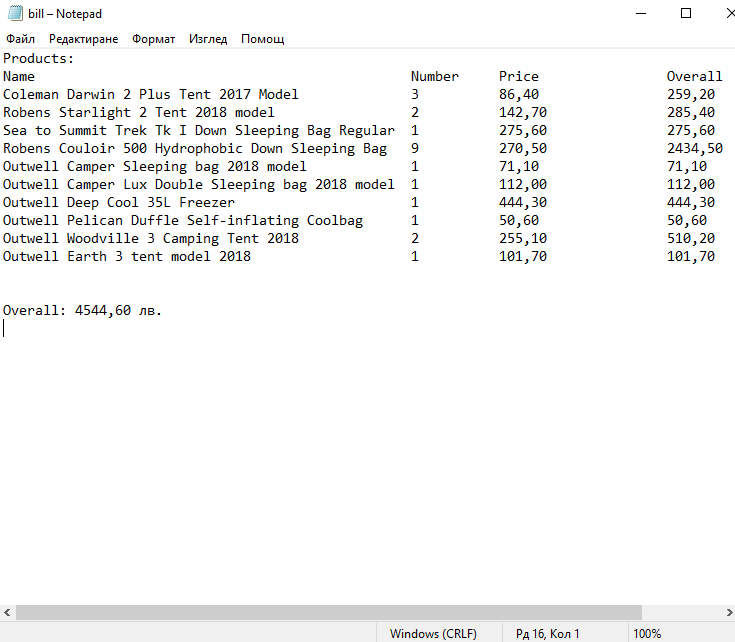 bill – Notepad
Файл Редактиране Формат Изглед Помощ
Products:
Name Number Price Overall
Coleman Darwin 2 Plus Tent 2017 Model 3 86,40 259,20
Robens Starlight 2 Tent 2018 model 2 142,70 285,40
Sea to Summit Trek Tk I Down Sleeping Bag Regular 1 275,60 275,60
Robens Couloir 500 Hydrophobic Down Sleeping Bag 9 270,50 2434,50
Outwell Camper Sleeping bag 2018 model 1 71,10 71,10
Outwell Camper Lux Double Sleeping bag 2018 model 1 112,00 112,00
Outwell Deep Cool 35L Freezer 1 444,30 444,30
Outwell Pelican Duffle Self-inflating Coolbag 1 50,60 50,60
Outwell Woodville 3 Camping Tent 2018 2 255,10 510,20
Outwell Earth 3 tent model 2018 1 101,70 101,70
Overall: 4544,60 лв.
Windows (CRLF) Рд 16, Кол 1 100%